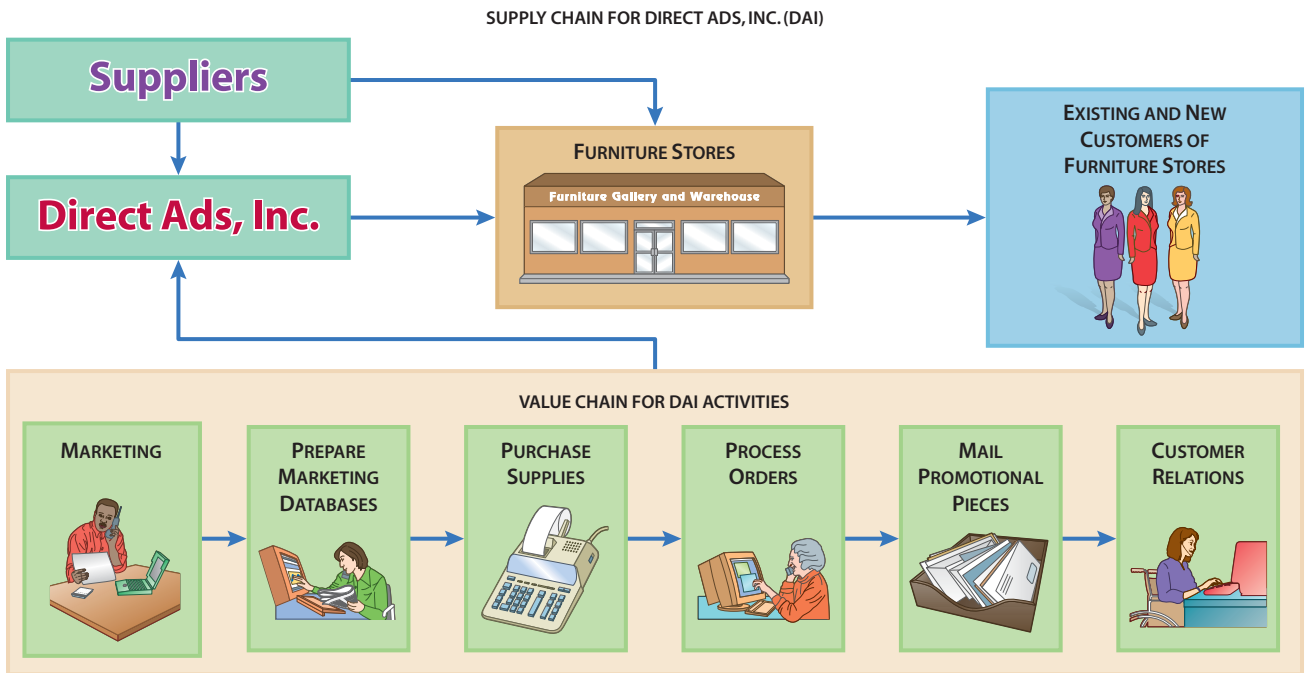 SUPPLY CHAIN FOR DIRECT ADS, INC. (DAI)
Suppliers
Direct Ads, Inc.
FURNITURE STORES
Furniture Gallery and Warehouse
EXISTING AND NEW
CUSTOMERS OF
FURNITURE STORES
VALUE CHAIN FOR DAI ACTIVITIES
MARKETING
PREPARE
MARKETING
DATABASES
PURCHASE
SUPPLIES
PROCESS
ORDERS
MAIL
PROMOTIONAL
PIECES
CUSTOMER
RELATIONS